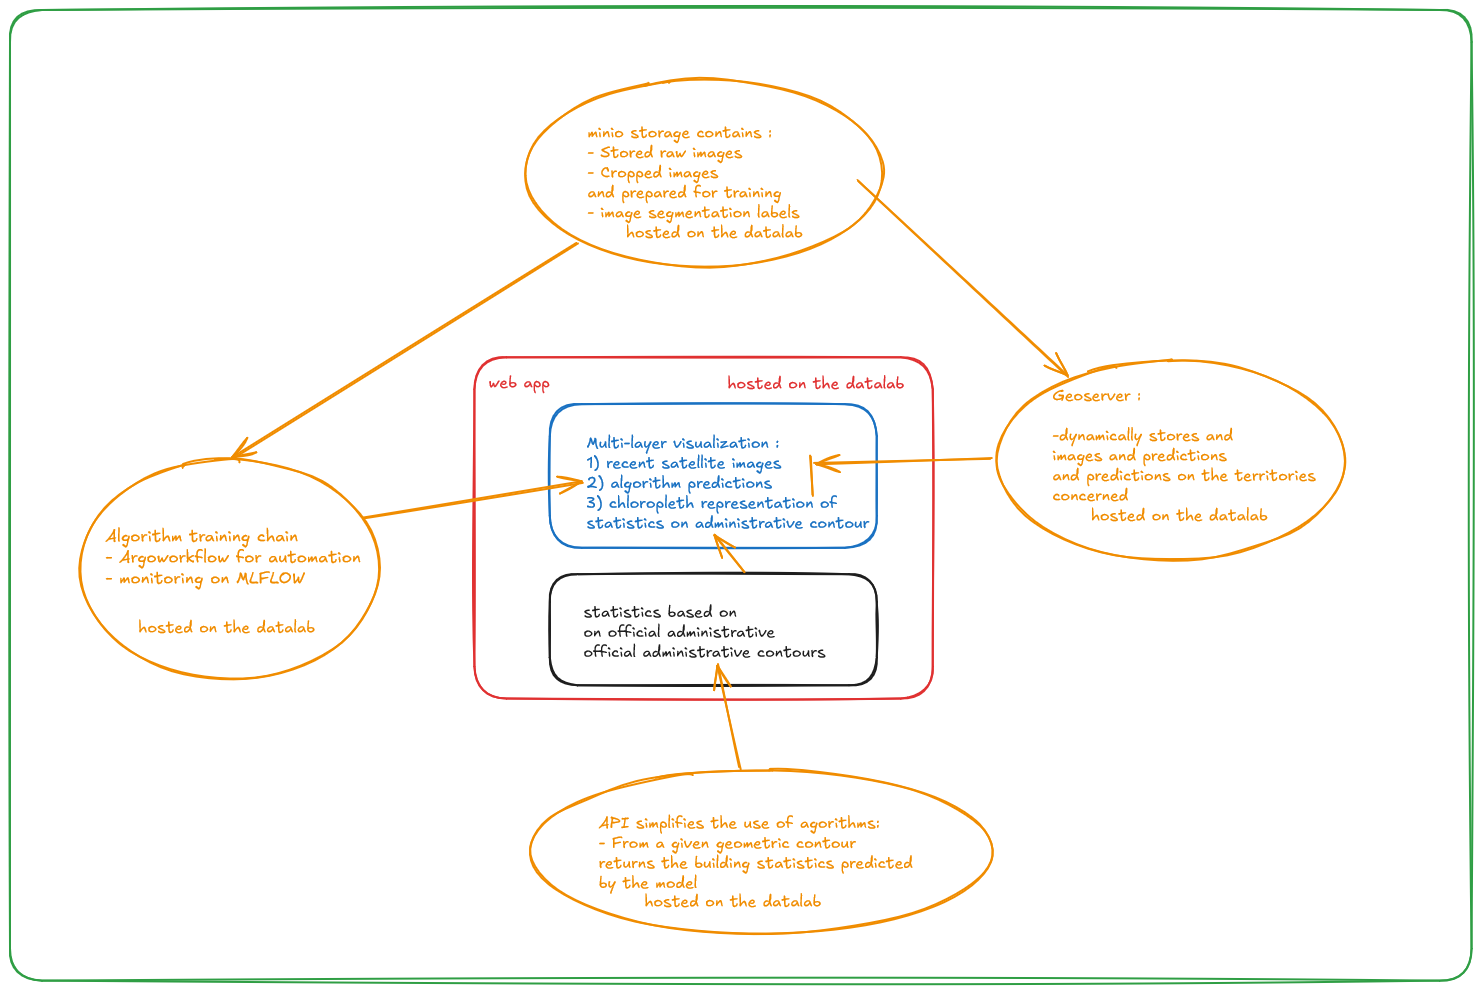 minio storage contains :
- Stored raw images
- Cropped images
and prepared for training
- image segmentation labels
hosted on the datalab
web app
hosted on the datalab
Multi-layer visualization :
1) recent satellite images
2) algorithm predictions
3) chloropleth representation of
statistics on administrative contour
Geoserver :
-dynamically stores and
images and predictions
and predictions on the territories
concerned
hosted on the datalab
Algorithm training chain
- Argoworkflow for automation
- monitoring on MLFLOW
hosted on the datalab
statistics based on
on official administrative
official administrative contours
API simplifies the use of agorithms:
- From a given geometric contour
returns the building statistics predicted
by the model
hosted on the datalab